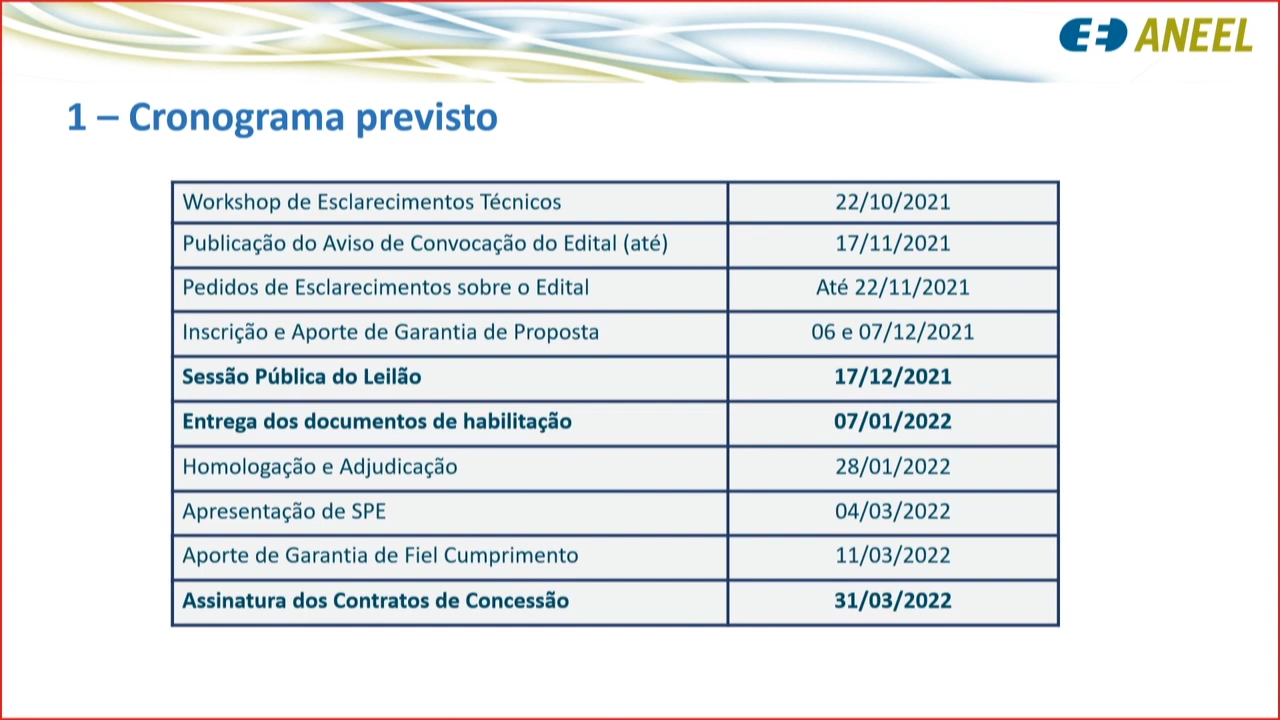 ANEEL
1 – Cronograma previsto
Workshop de Esclarecimentos Técnicos 22/10/2021
Publicação do Aviso de Convocação do Edital (até) 17/11/2021
Pedidos de Esclarecimentos sobre o Edital Até 22/11/2021
Inscrição e Aporte de Garantia de Proposta 06 e 07/12/2021
Sessão Pública do Leilão 17/12/2021
Entrega dos documentos de habilitação 07/01/2022
Homologação e Adjudicação 28/01/2022
Apresentação de SPE 04/03/2022
Aporte de Garantia de Fiel Cumprimento 11/03/2022
Assinatura dos Contratos de Concessão 31/03/2022